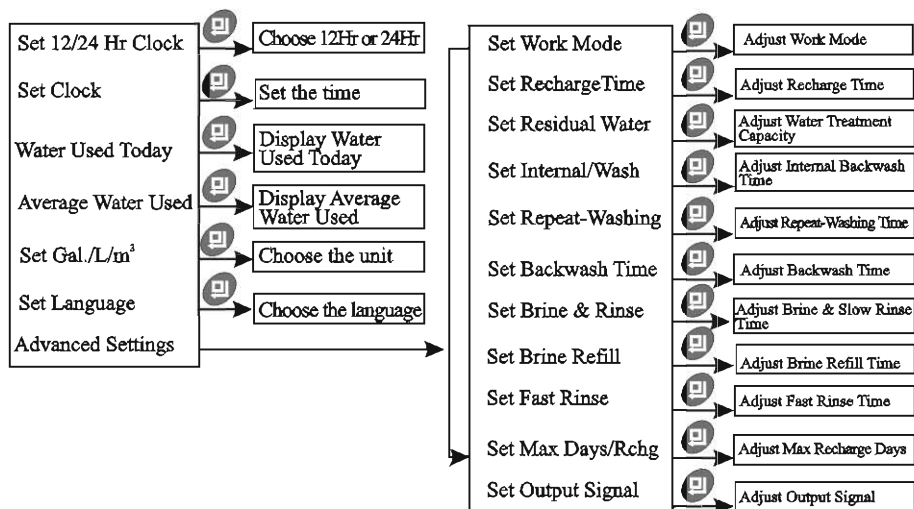 Set 12/24 Hr Clock
Choose 12Hr or 24Hr
Set Clock
Set the time
Water Used Today
Display Water
Used Today
Average Water Used
Display Average
Water Used
Set Gal./L/m³
Choose the unit
Set Language
Choose the language
Advanced Settings
Set Work Mode
Adjust Work Mode
Set RechargeTime
Adjust Recharge Time
Set Residual Water
Adjust Water Treatment
Capacity
Set Internal/Wash
Adjust Internal Backwash
Time
Set Repeat-Washing
Adjust Repeat-Washing Time
Set Backwash Time
Adjust Backwash Time
Set Brine & Rinse
Adjust Brine & Slow Rinse
Time
Set Brine Refill
Adjust Brine Refill Time
Set Fast Rinse
Adjust Fast Rinse Time
Set Max Days/Rchg
Adjust Max Recharge Days
Set Output Signal
Adjust Output Signal